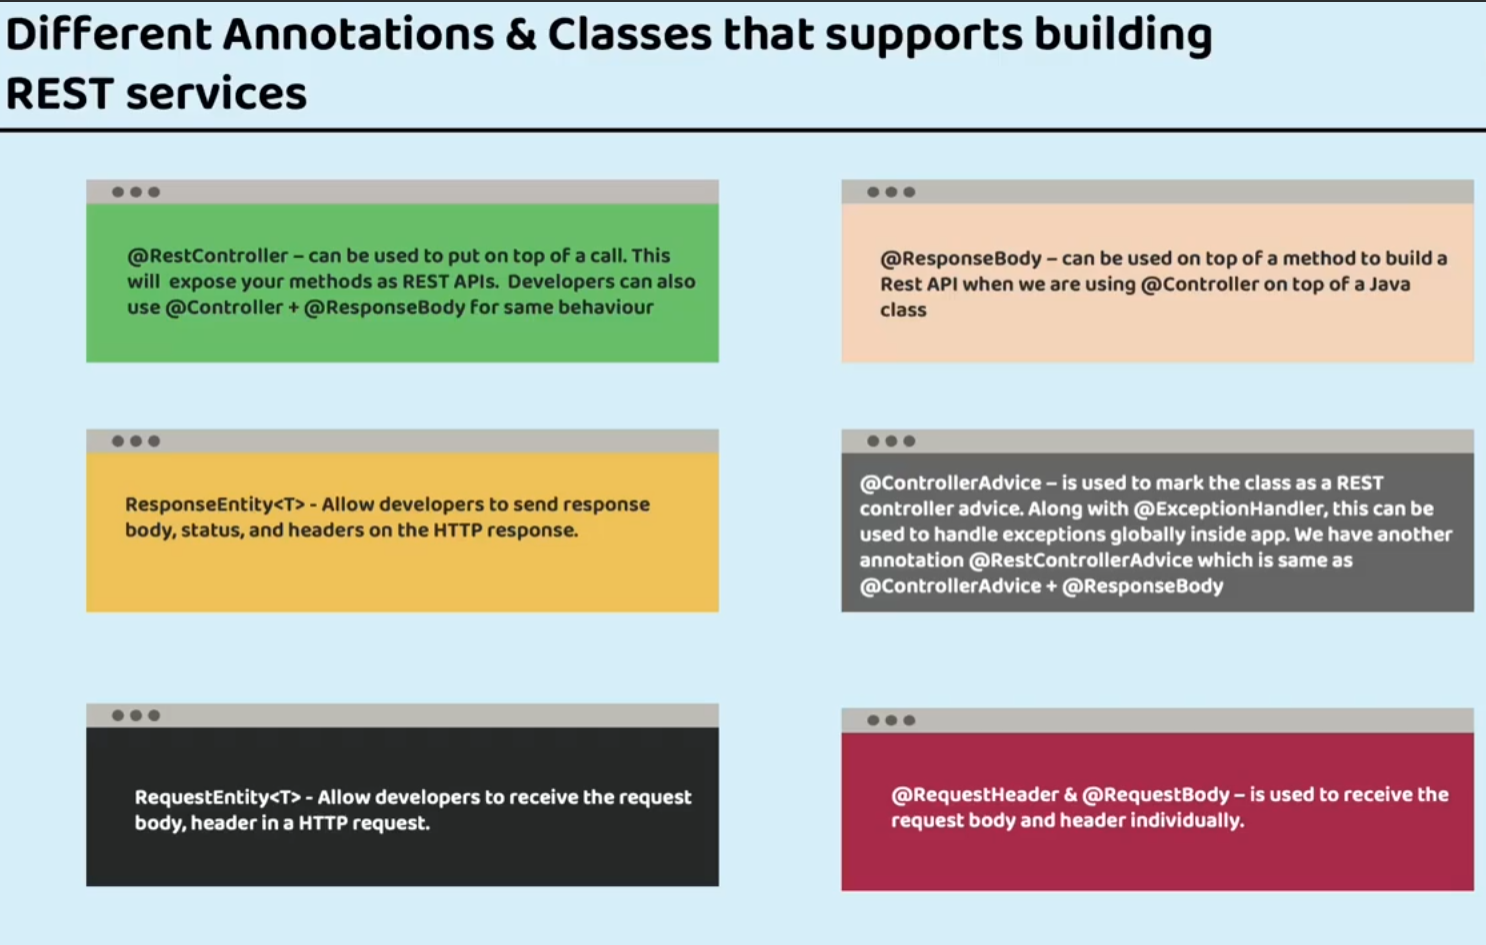 Different Annotations & Classes that supports building
REST services
@RestController – can be used to put on top of a call. This
will expose your methods as REST APIs. Developers can also
use @Controller + @ResponseBody for same behaviour
@ResponseBody – can be used on top of a method to build a
Rest API when we are using @Controller on top of a Java
class
ResponseEntity<T> - Allow developers to send response
body, status, and headers on the HTTP response.
@ControllerAdvice – is used to mark the class as a REST
controller advice. Along with @ExceptionHandler, this can be
used to handle exceptions globally inside app. We have another
annotation @RestControllerAdvice which is same as
@ControllerAdvice + @ResponseBody
RequestEntity<T> - Allow developers to receive the request
body, header in a HTTP request.
@RequestHeader & @RequestBody – is used to receive the
request body and header individually.